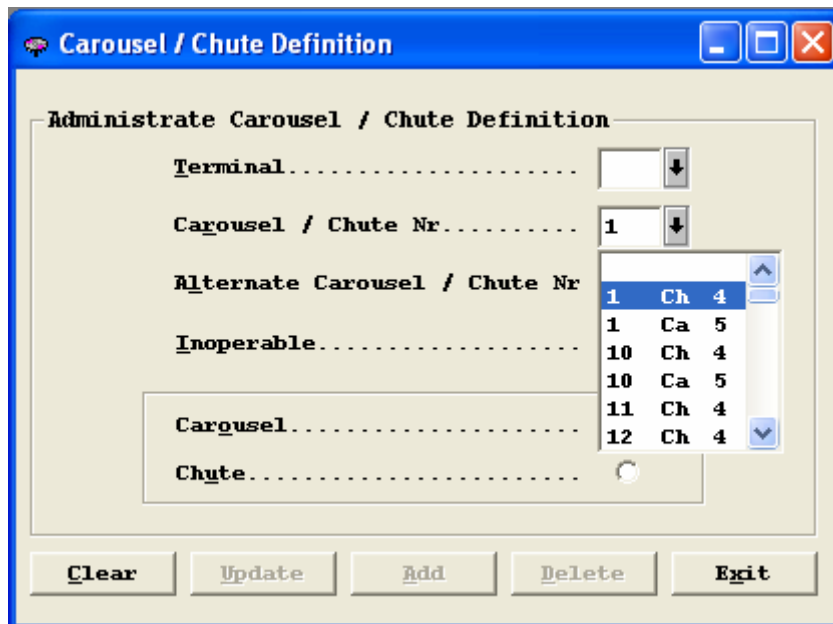 Carousel / Chute Definition
Administrate Carousel / Chute Definition
Terminal......................
Carousel / Chute Nr.......... 1
Alternate Carousel / Chute Nr
1 Ch 4
1 Ca 5
Inoperable...................
10 Ch 4
10 Ca 5
11 Ch 4
Carousel.....................
12 Ch 4
Chute.........................
Clear Update Add Delete Exit